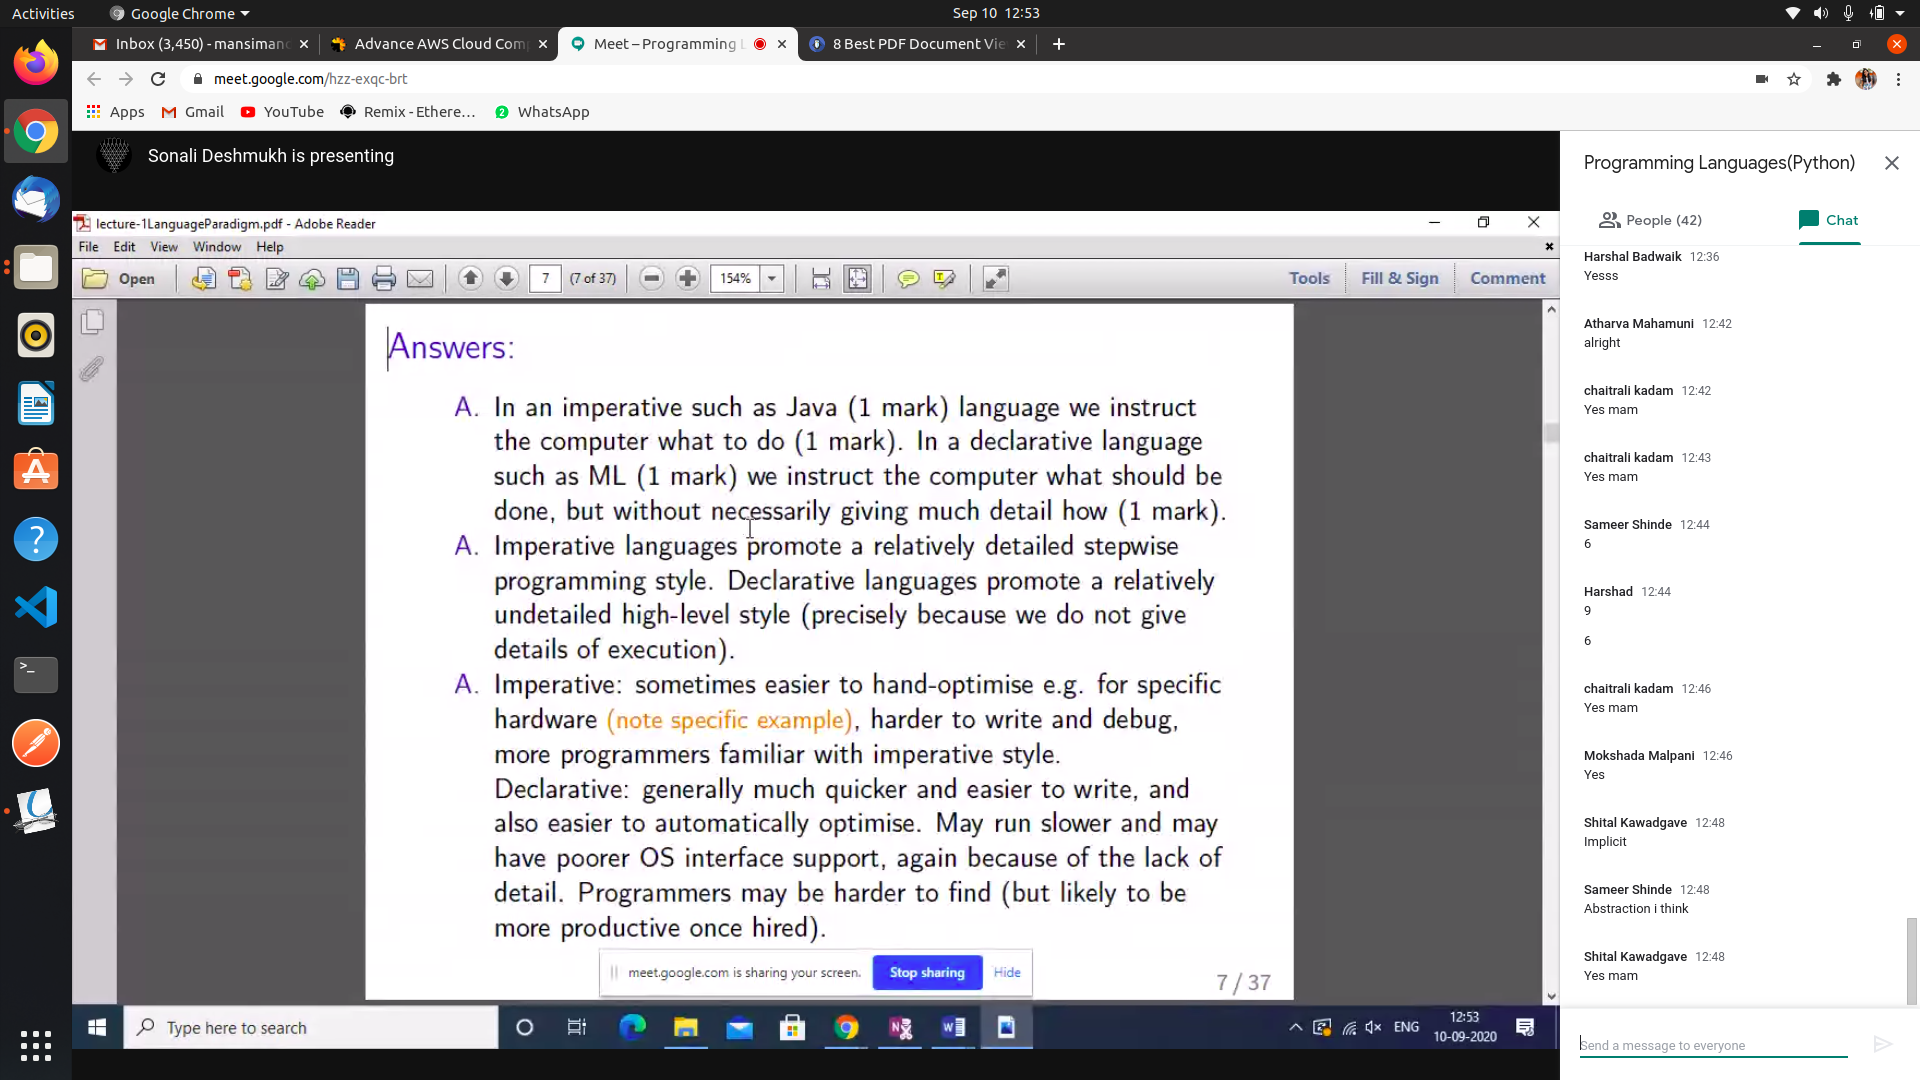 Activities
Google Chrome
Sep 10 12:53
Inbox (3,450) - mansiman
Advance AWS Cloud Com
Meet – Programming L
8 Best PDF Document Vie
meet.google.com/hzz-exqc-brt
Apps
Gmail
YouTube
Remix - Ethere…
WhatsApp
Sonali Deshmukh is presenting
lecture-1LanguageParadigm.pdf - Adobe Reader
File Edit View Window Help
Open
7
(7 of 37)
154%
Tools
Fill & Sign
Comment
Answers:
A. In an imperative such as Java (1 mark) language we instruct
the computer what to do (1 mark). In a declarative language
such as ML (1 mark) we instruct the computer what should be
done, but without necessarily giving much detail how (1 mark).
A. Imperative languages promote a relatively detailed stepwise
programming style. Declarative languages promote a relatively
undetailed high-level style (precisely because we do not give
details of execution).
A. Imperative: sometimes easier to hand-optimise e.g. for specific
hardware (note specific example), harder to write and debug,
more programmers familiar with imperative style.
Declarative: generally much quicker and easier to write, and
also easier to automatically optimise. May run slower and may
have poorer OS interface support, again because of the lack of
detail. Programmers may be harder to find (but likely to be
more productive once hired).
meet.google.com is sharing your screen.
Stop sharing
Hide
7 / 37
Type here to search
ENG
12:53
10-09-2020
Programming Languages(Python)
People (42)
Chat
Harshal Badwaik 12:36
Yesss
Atharva Mahamuni 12:42
alright
chaitrali kadam 12:42
Yes mam
chaitrali kadam 12:43
Yes mam
Sameer Shinde 12:44
6
Harshad 12:44
9
6
chaitrali kadam 12:46
Yes mam
Mokshada Malpani 12:46
Yes
Shital Kawadgave 12:48
Implicit
Sameer Shinde 12:48
Abstraction i think
Shital Kawadgave 12:48
Yes mam
Send a message to everyone